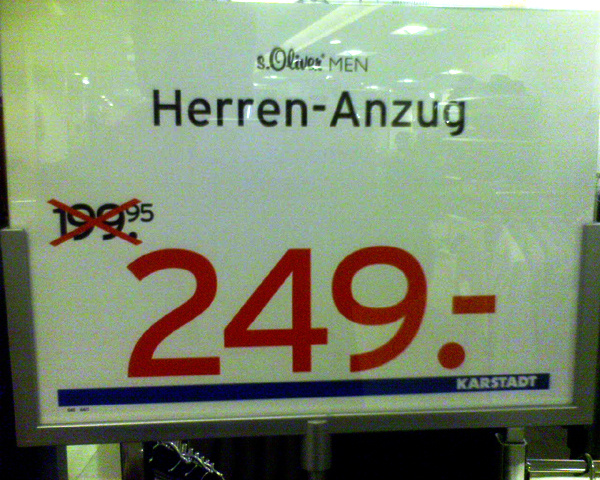 s.Oliver MEN
Herren-Anzug
199.95
249.-
KARSTADT